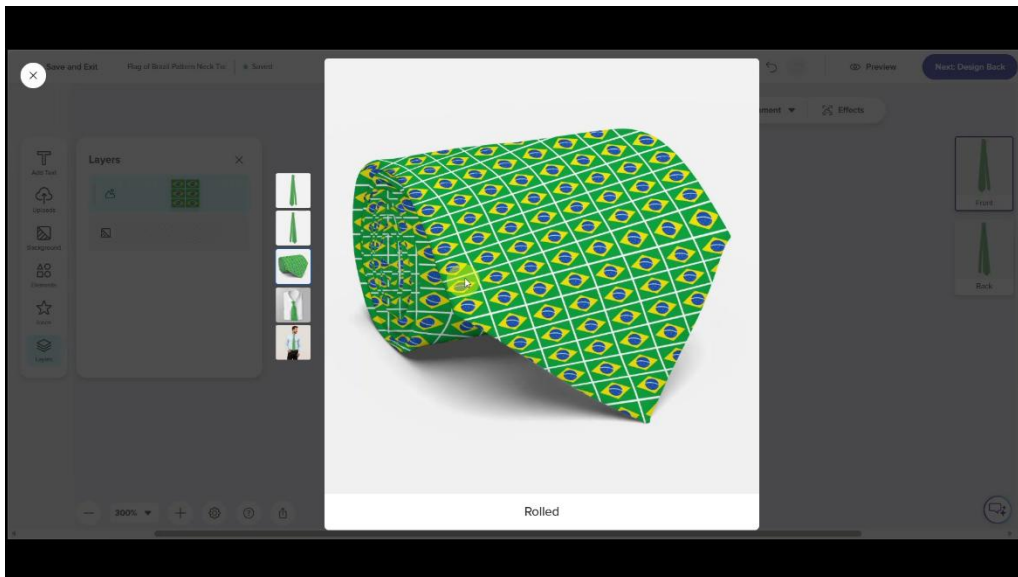 Save and Exit
Flag of Brazil Pattern Neck Tie
Saved
Preview
Next: Design Back
Effects
Add Text
Layers
Uploads
Background
Elements
Layers
Front
Back
300%
Rolled